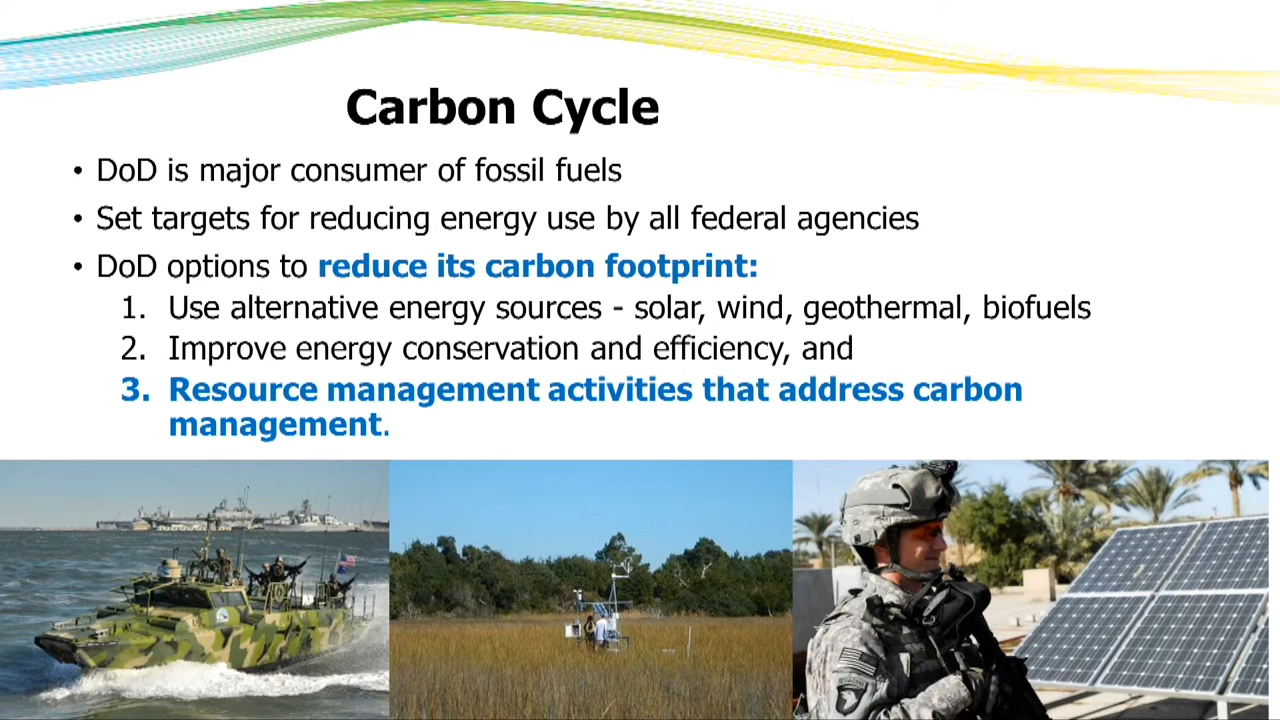 Carbon Cycle
• DoD is major consumer of fossil fuels
• Set targets for reducing energy use by all federal agencies
• DoD options to reduce its carbon footprint:
1. Use alternative energy sources - solar, wind, geothermal, biofuels
2. Improve energy conservation and efficiency, and
3. Resource management activities that address carbon
management.